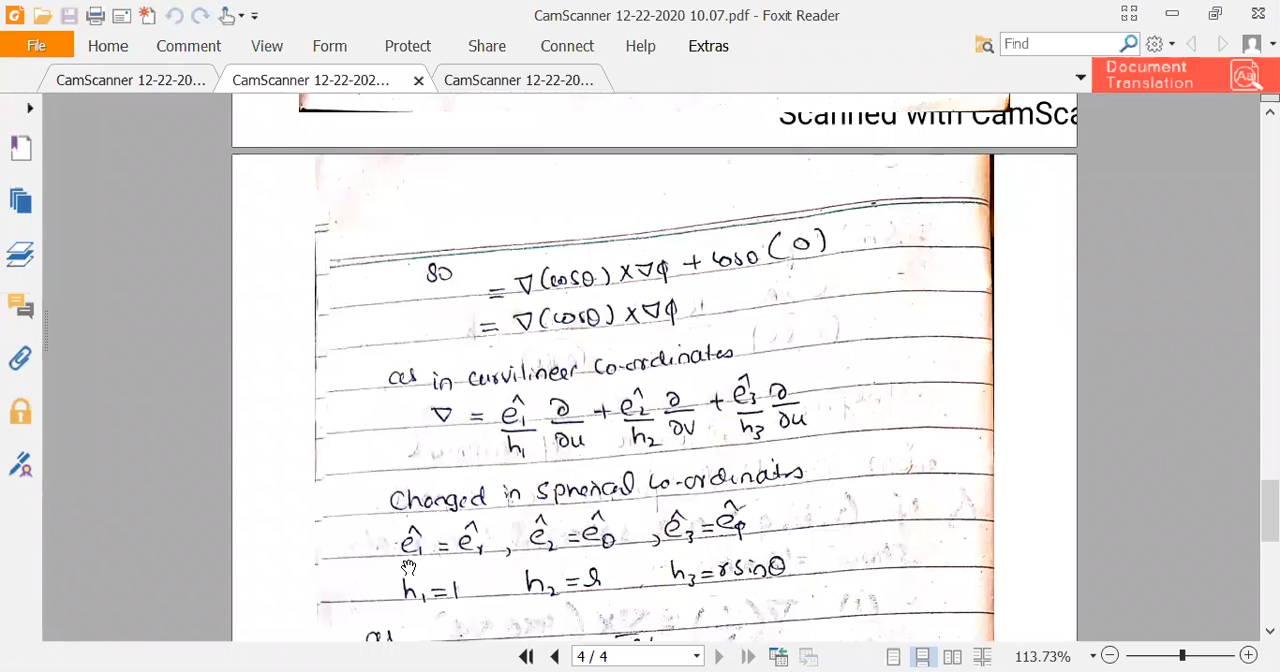 CamScanner 12-22-2020 10.07.pdf - Foxit Reader
File Home Comment View Form Protect Share Connect Help Extras
Find
CamScanner 12-22-20... CamScanner 12-22-202... CamScanner 12-2-20...
Document
Translation
Scanned with CamSca
so = ∇(cosθ) × ∇φ + cosθ (0)
= ∇(cosθ) × ∇φ
as in curvilineer co-ordinates
∇ = ê₁/h₁ ∂/∂u + ê₂/h₂ ∂/∂v + ê₃/h₃ ∂/∂u
Changed in spherical co-ordinates
ê₁ = êr , ê₂ = êθ , ê₃ = êφ
h₁ = 1 h₂ = r h₃ = r sinθ
as
4 / 4
113.73%